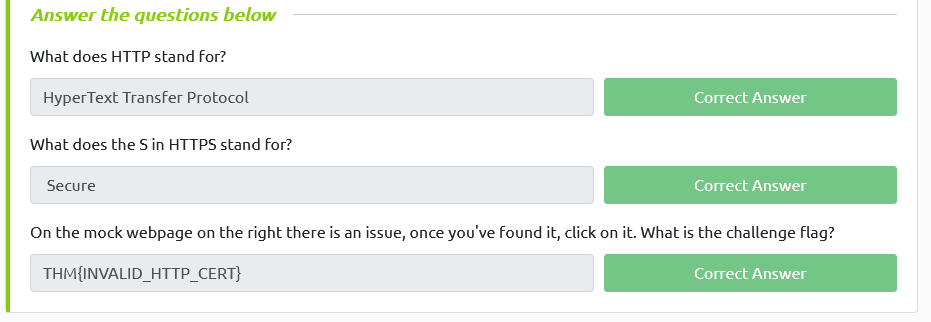 Answer the questions below
What does HTTP stand for?
HyperText Transfer Protocol
Correct Answer
What does the S in HTTPS stand for?
Secure
Correct Answer
On the mock webpage on the right there is an issue, once you've found it, click on it. What is the challenge flag?
THM{INVALID_HTTP_CERT}
Correct Answer